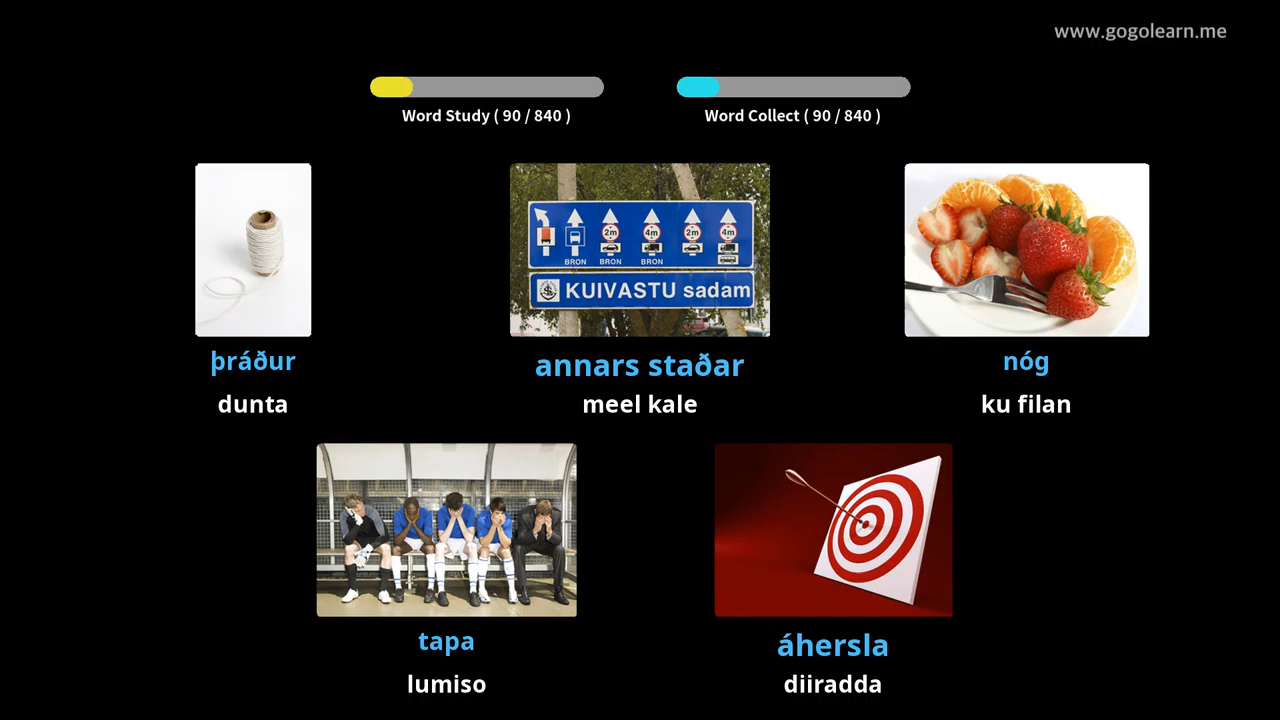 www.gogolearn.me
Word Study ( 90 / 840 )
Word Collect ( 90 / 840 )
2m
4m
2m
4m
BRON
BRON
BRON
KUIVASTU sadam
þráður
annars staðar
nóg
dunta
meel kale
ku filan
tapa
áhersla
lumiso
diiradda